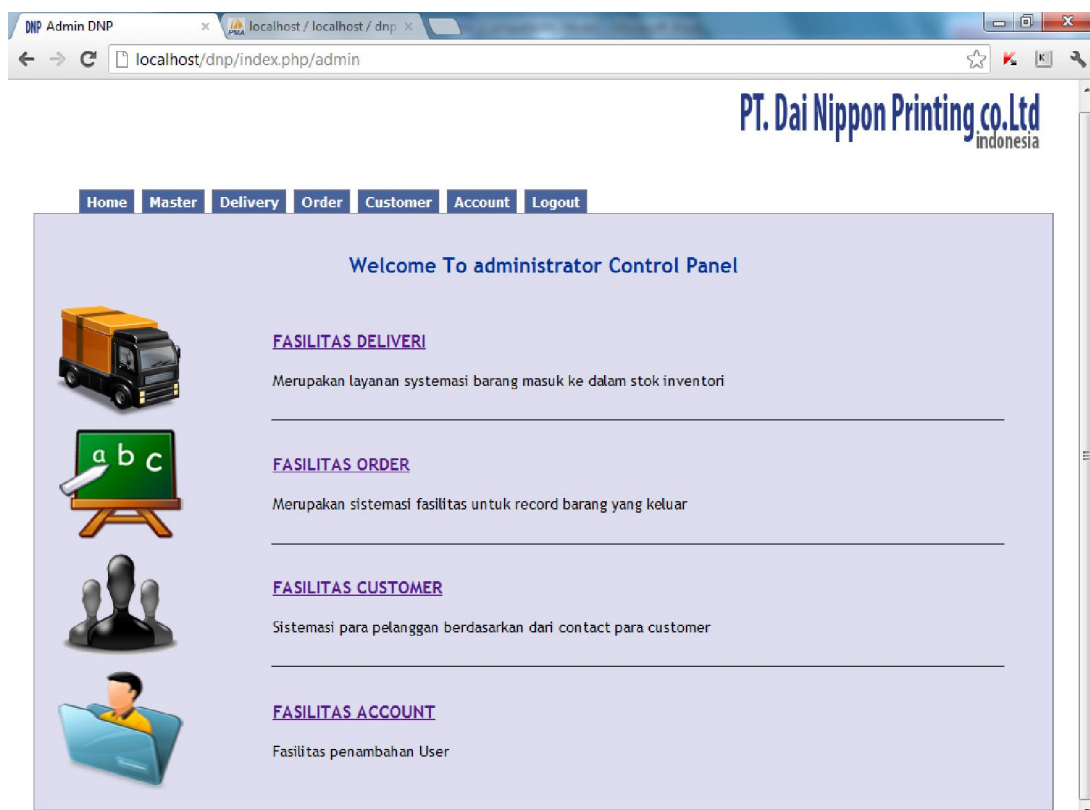 DNP Admin DNP
PMA localhost / localhost / dnp
localhost/dnp/index.php/admin
K
PT. Dai Nippon Printing co.Ltd
indonesia
Home Master Delivery Order Customer Account Logout
Welcome To administrator Control Panel
FASILITAS DELIVERI
Merupakan layanan systemasi barang masuk ke dalam stok inventori
a b c
FASILITAS ORDER
Merupakan sistemasi fasilitas untuk record barang yang keluar
FASILITAS CUSTOMER
Sistemasi para pelanggan berdasarkan dari contact para customer
FASILITAS ACCOUNT
Fasilitas penambahan User